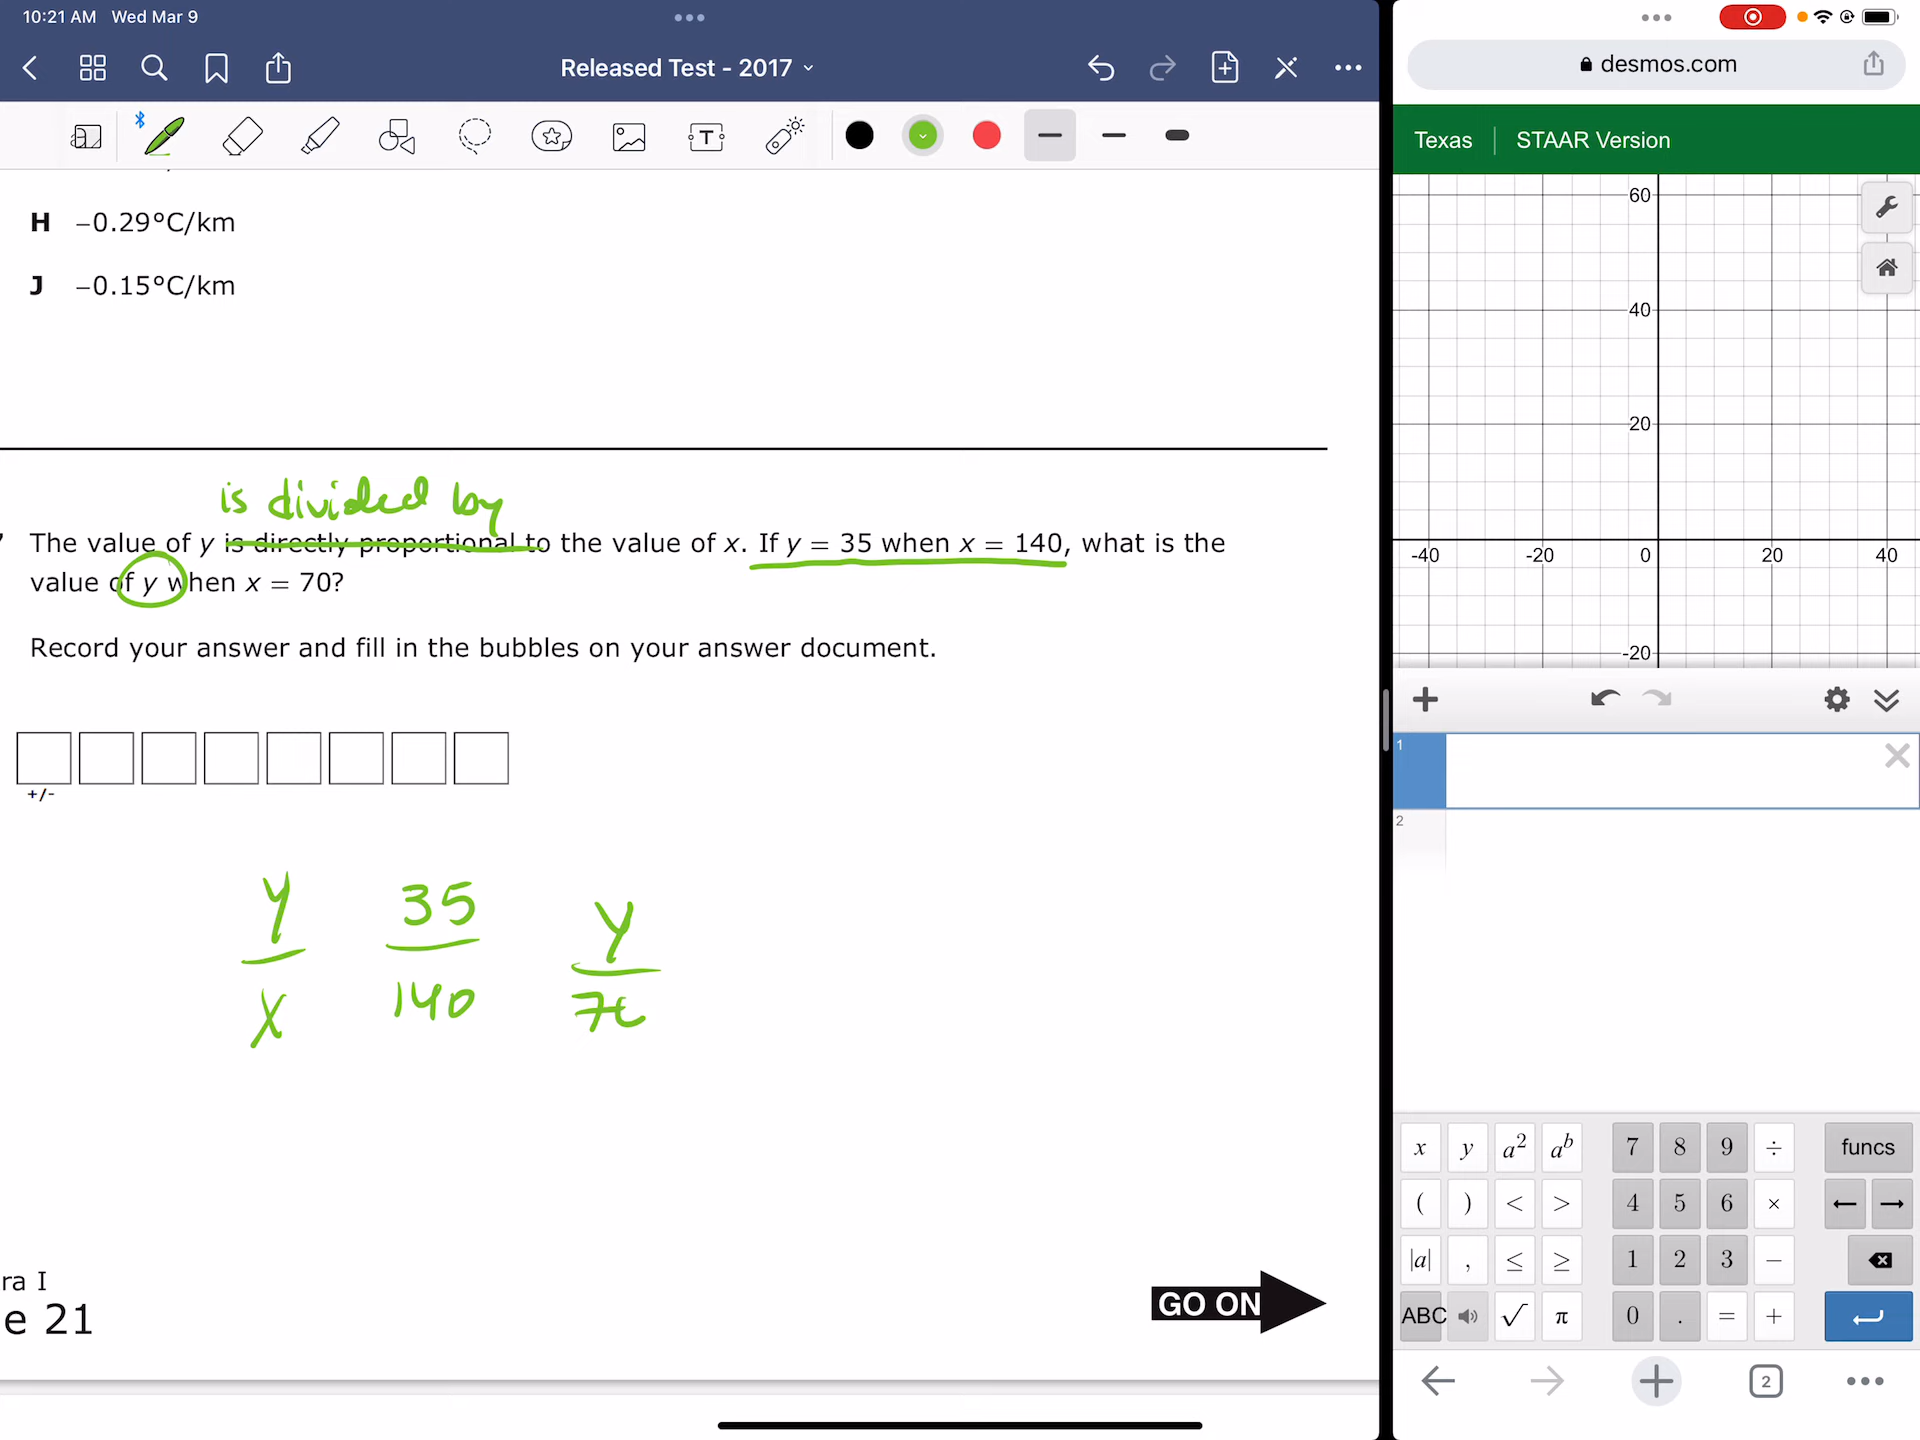 10:21 AM Wed Mar 9
Released Test - 2017
desmos.com
Texas
STAAR Version
T
H −0.29°C/km
J −0.15°C/km
is divided by
The value of y is directly proportional to the value of x. If y = 35 when x = 140, what is the
value of y when x = 70?
Record your answer and fill in the bubbles on your answer document.
+/-
y 35 y
x 140 70
ra I
e 21
GO ON
60
40
20
-40 -20 0 20 40
-20
1
2
x y a² aᵇ 7 8 9 ÷ funcs
( ) < > 4 5 6 × ← →
|a| , ≤ ≥ 1 2 3 −
ABC √ π 0 . = +
2